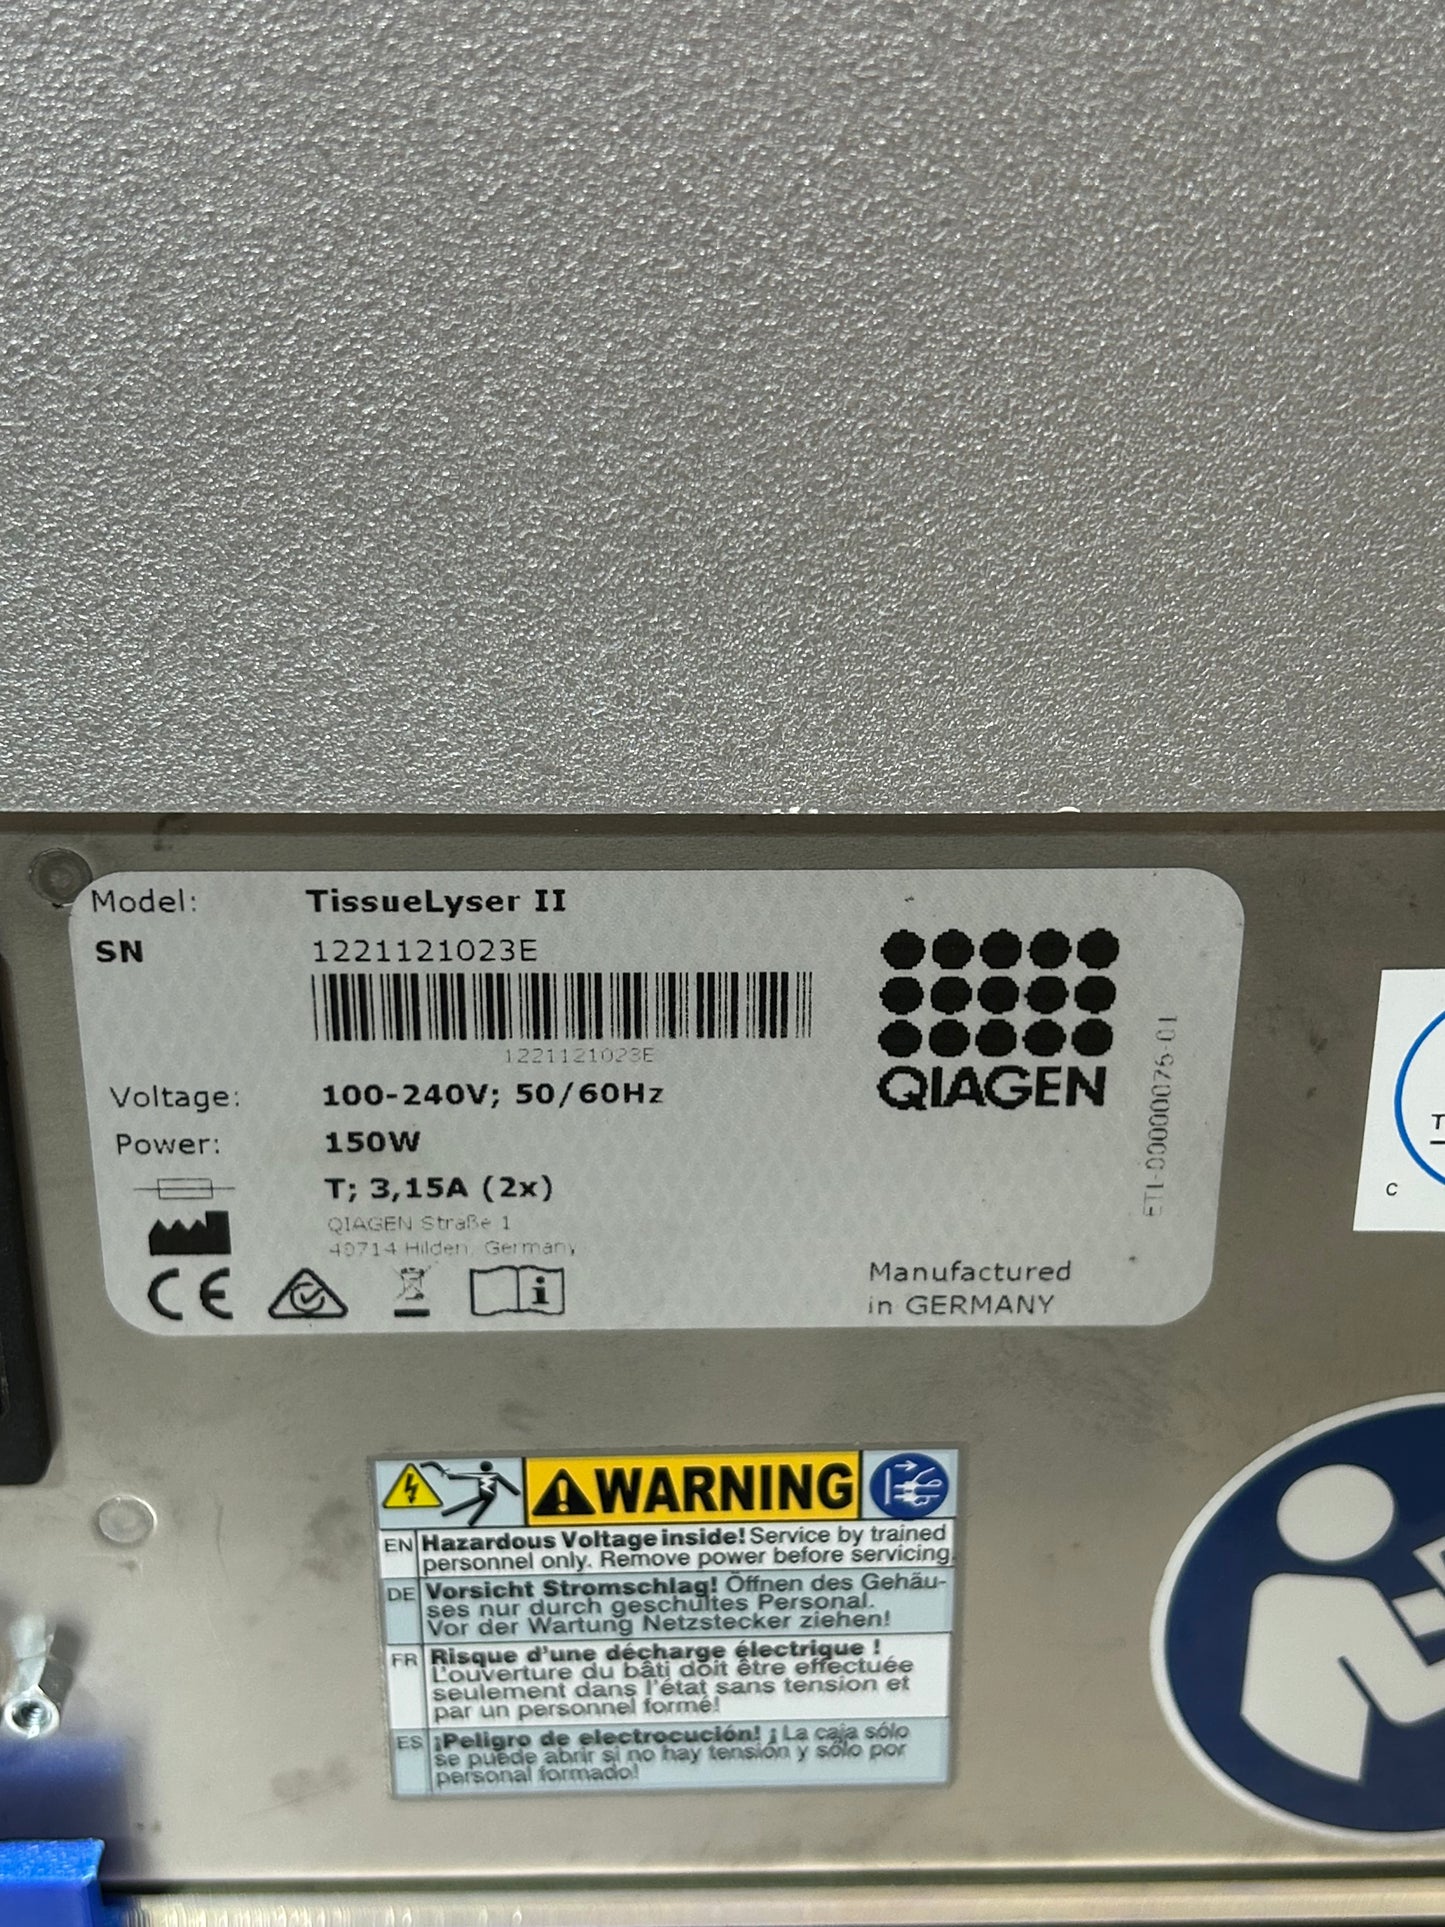 Model: TissueLyser II
SN 1221121023E
1221121023E
Voltage: 100-240V; 50/60Hz
Power: 150W
T; 3,15A (2x)
QIAGEN Straße 1
40714 Hilden, Germany
CE
i
QIAGEN
Manufactured
in GERMANY
C
WARNING
EN Hazardous Voltage inside! Service by trained
personnel only. Remove power before servicing.
DE Vorsicht Stromschlag! Öffnen des Gehäu-
ses nur durch geschultes Personal.
Vor der Wartung Netzstecker ziehen!
FR Risque d'une décharge électrique !
L'ouverture du bâti doit être effectuée
seulement dans l'état sans tension et
par un personnel formé!
ES ¡Peligro de electrocución! ¡La caja sólo
se puede abrir si no hay tensión y sólo por
personal formado!